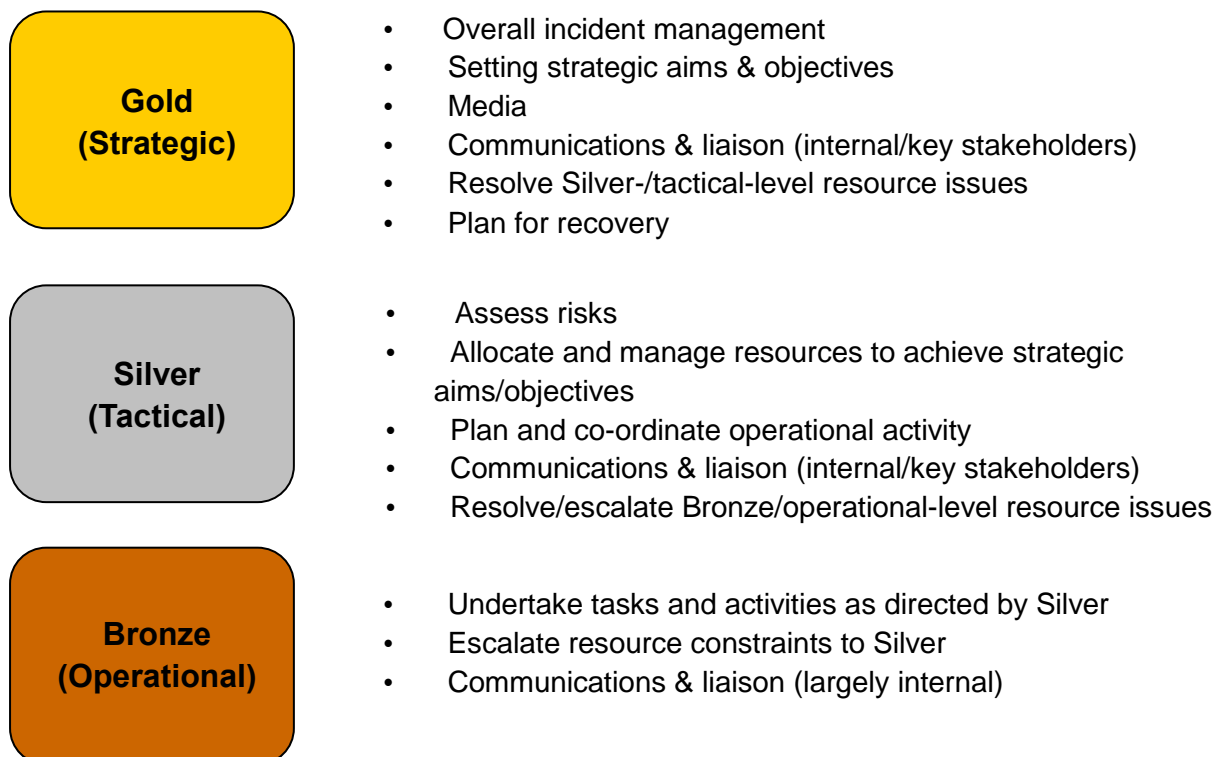 Gold
(Strategic)
• Overall incident management
• Setting strategic aims & objectives
• Media
• Communications & liaison (internal/key stakeholders)
• Resolve Silver-/tactical-level resource issues
• Plan for recovery
Silver
(Tactical)
• Assess risks
• Allocate and manage resources to achieve strategic
aims/objectives
• Plan and co-ordinate operational activity
• Communications & liaison (internal/key stakeholders)
• Resolve/escalate Bronze/operational-level resource issues
Bronze
(Operational)
• Undertake tasks and activities as directed by Silver
• Escalate resource constraints to Silver
• Communications & liaison (largely internal)